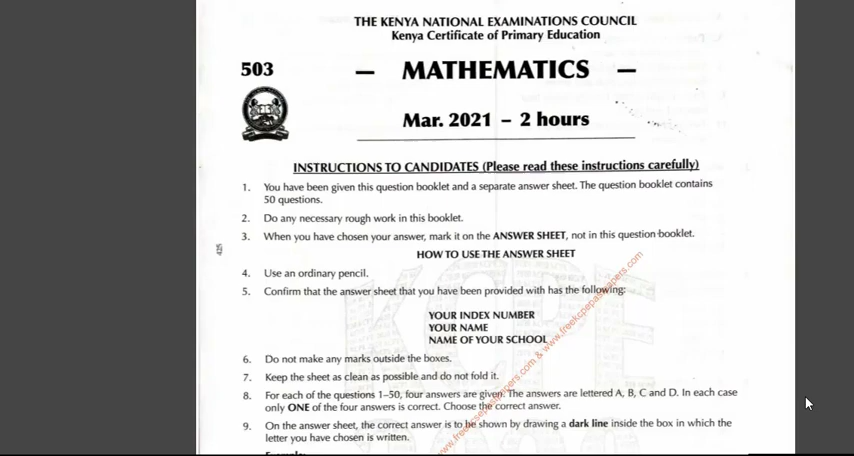 THE KENYA NATIONAL EXAMINATIONS COUNCIL
Kenya Certificate of Primary Education
503
— MATHEMATICS —
Mar. 2021 – 2 hours
INSTRUCTIONS TO CANDIDATES (Please read these instructions carefully)
1. You have been given this question booklet and a separate answer sheet. The question booklet contains
50 questions.
2. Do any necessary rough work in this booklet.
3. When you have chosen your answer, mark it on the ANSWER SHEET, not in this question booklet.
HOW TO USE THE ANSWER SHEET
4. Use an ordinary pencil.
5. Confirm that the answer sheet that you have been provided with has the following:
YOUR INDEX NUMBER
YOUR NAME
NAME OF YOUR SCHOOL
6. Do not make any marks outside the boxes.
7. Keep the sheet as clean as possible and do not fold it.
8. For each of the questions 1–50, four answers are given. The answers are lettered A, B, C and D. In each case
only ONE of the four answers is correct. Choose the correct answer.
9. On the answer sheet, the correct answer is to be shown by drawing a dark line inside the box in which the
letter you have chosen is written.
425
KCPE
www.freekcsepastpapers.com & www.freekcpepastpapers.com